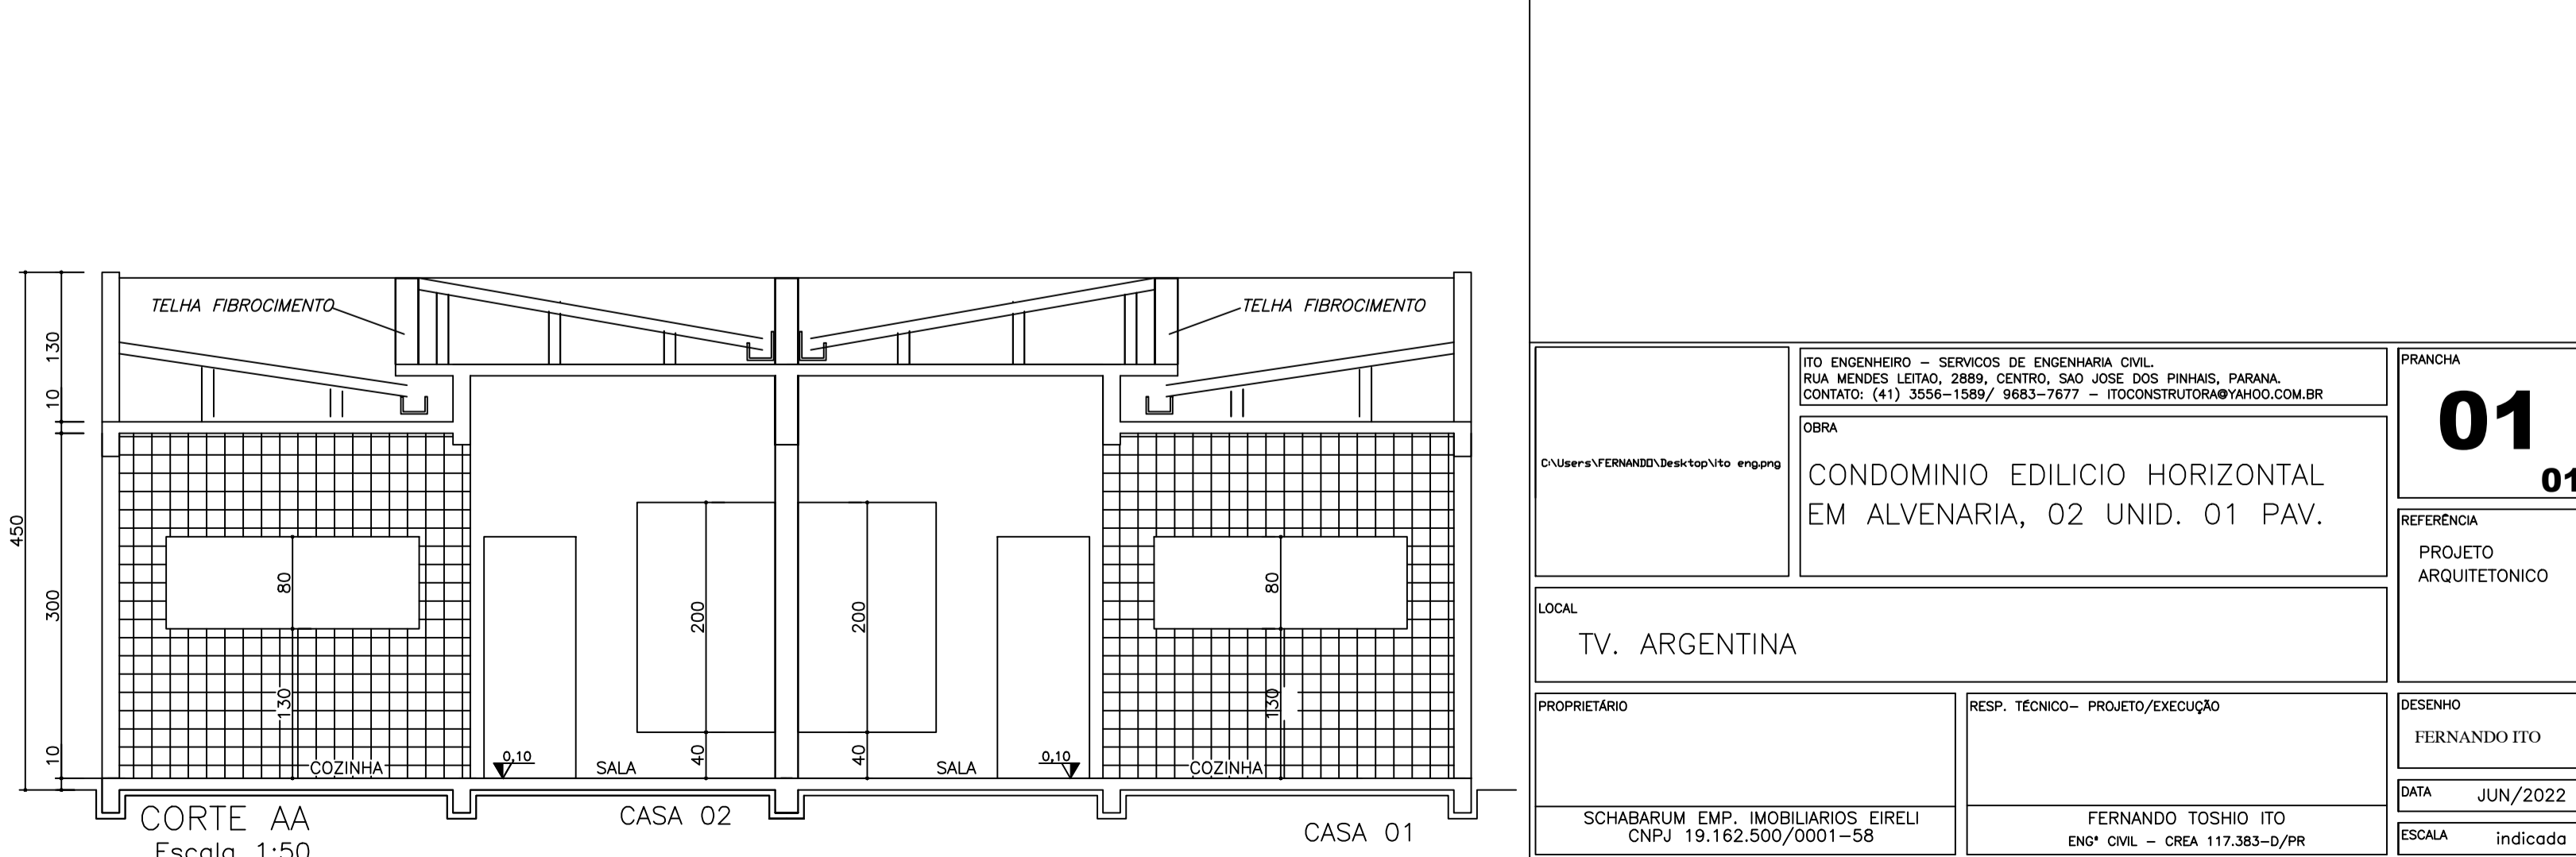 TELHA FIBROCIMENTO
TELHA FIBROCIMENTO
130
10
450
300
10
80
130
200
40
200
40
80
130
COZINHA
0,10
SALA
SALA
0,10
COZINHA
CORTE AA
Escala 1:50
CASA 02
CASA 01
C:\Users\FERNANDO\Desktop\ito eng.png
ITO ENGENHEIRO - SERVICOS DE ENGENHARIA CIVIL.
RUA MENDES LEITAO, 2889, CENTRO, SAO JOSE DOS PINHAIS, PARANA.
CONTATO: (41) 3556-1589/ 9683-7677 - ITOCONSTRUTORA@YAHOO.COM.BR
OBRA
CONDOMINIO EDILICIO HORIZONTAL
EM ALVENARIA, 02 UNID. 01 PAV.
PRANCHA
01
01
REFERÊNCIA
PROJETO
ARQUITETONICO
LOCAL
TV. ARGENTINA
PROPRIETÁRIO
SCHABARUM EMP. IMOBILIARIOS EIRELI
CNPJ 19.162.500/0001-58
RESP. TÉCNICO- PROJETO/EXECUÇÃO
FERNANDO TOSHIO ITO
ENGº CIVIL - CREA 117.383-D/PR
DESENHO
FERNANDO ITO
DATA JUN/2022
ESCALA indicada